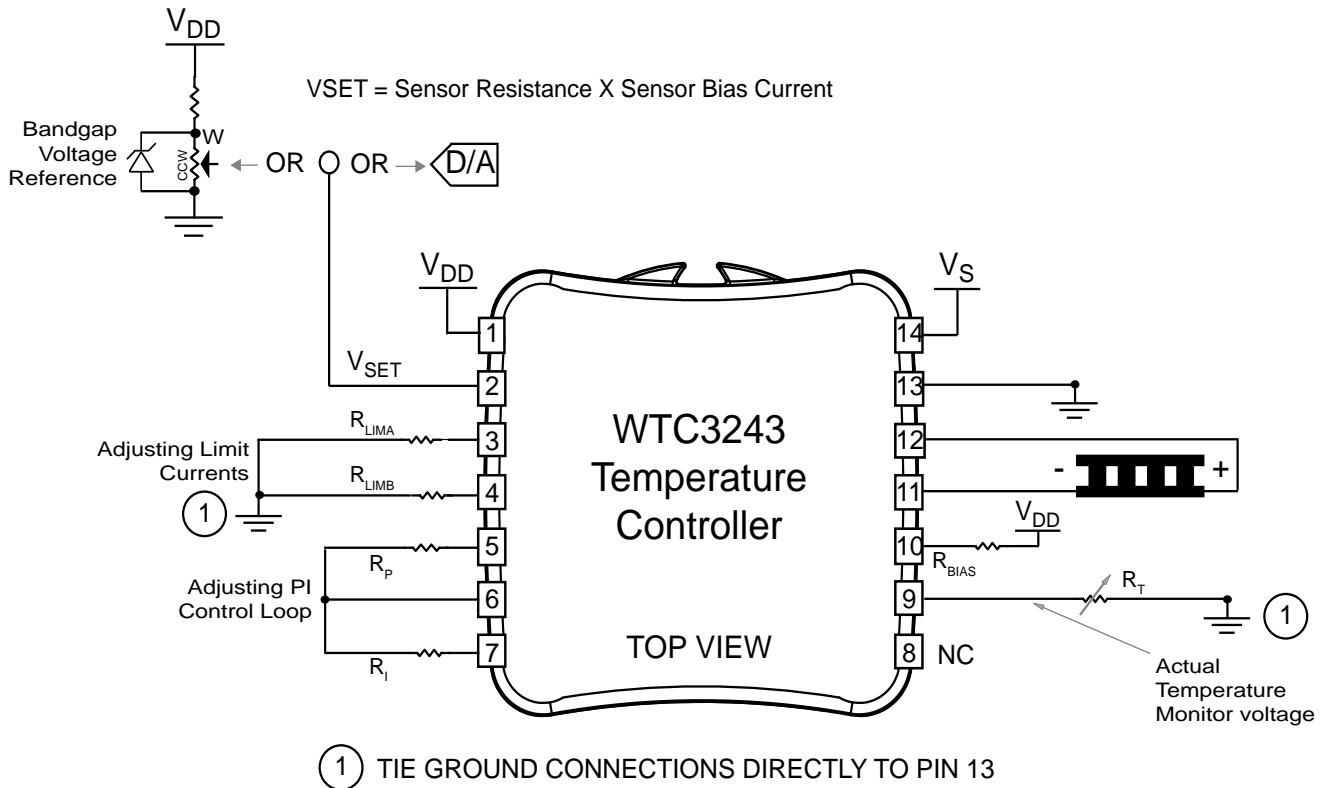 VDD
VSET = Sensor Resistance X Sensor Bias Current
Bandgap
Voltage
Reference
W
CCW
OR OR D/A
VDD
VS
1
14
VSET
2
13
RLIMA
3
12
Adjusting Limit
Currents
1
RLIMB
4
11
- +
VDD
5
RP
10
RBIAS
Adjusting PI
Control Loop
6
9
RT
1
7
RI
8
NC
WTC3243
Temperature
Controller
TOP VIEW
Actual
Temperature
Monitor voltage
1 TIE GROUND CONNECTIONS DIRECTLY TO PIN 13